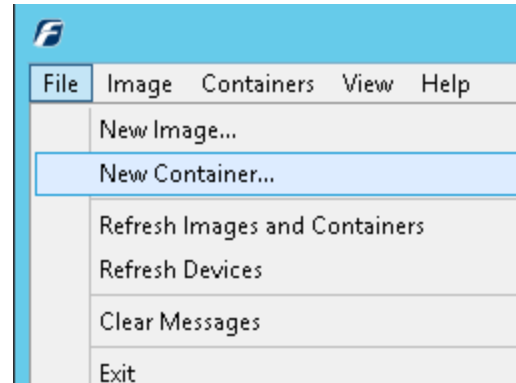 File Image Containers View Help
New Image...
New Container...
Refresh Images and Containers
Refresh Devices
Clear Messages
Exit